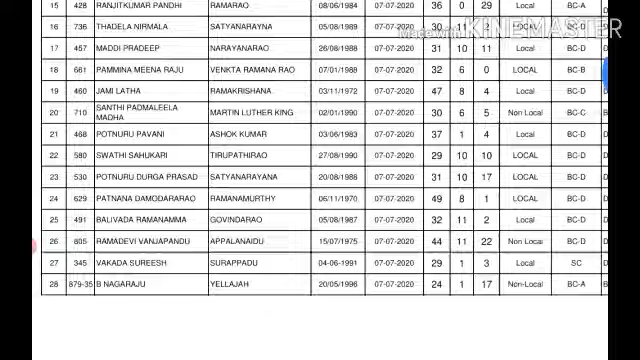 15 428 RANJITKUMAR PANDHI RAMARAO 08/06/1984 07-07-2020 36 0 29 Local BC-A
Made with KINEMASTER
16 736 THADELA NIRMALA SATYANARAYNA 07-07-2020 30 11 LOCAL BC-D
17 457 MADDI PRADEEP NARAYANARAO 26/08/1988 07-07-2020 31 10 11 Local BC-D
18 661 PAMMINA MEENA RAJU VENKTA RAMANA RAO 07/01/1988 07-07-2020 32 6 0 LOCAL BC-B
19 460 JAMI LATHA RAMAKRISHANA 03/11/1972 07-07-2020 47 8 4 Local BC-D
20 710 SANTHI PADMALEELA MADHA MARTIN LUTHER KING 02/01/1990 07-07-2020 30 6 5 Non Local BC-C
21 468 POTNURU PAVANI ASHOK KUMAR 03/06/1983 07-07-2020 37 1 4 Local BC-D
22 580 SWATHI SAHUKARI TIRUPATHIRAO 27/08/1990 07-07-2020 29 10 10 LOCAL BC-D
23 530 POTNURU DURGA PRASAD SATYANARAYANA 20/08/1988 07-07-2020 31 10 17 LOCAL BC-D
24 629 PATNANA DAMODARARAO RAMANAMURTHY 06/11/1970 07-07-2020 49 8 1 LOCAL BC-D
25 491 BALIVADA RAMANAMMA GOVINDARAO 05/08/1987 07-07-2020 32 11 2 Local BC-D
26 805 RAMADEVI VANJAPANDU APPALANAIDU 15/07/1975 07-07-2020 44 11 22 Non Local BC-D
27 345 VAKADA SUREESH SURAPPADU 04-06-1991 07-07-2020 29 1 3 Local SC
28 879-35 B NAGARAJU YELLAJAH 20/05/1996 07-07-2020 24 1 17 Non-Local BC-A